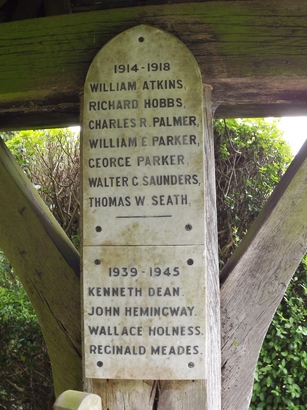 1914-1918
WILLIAM ATKINS,
RICHARD HOBBS,
CHARLES R. PALMER,
WILLIAM E. PARKER,
GEORGE PARKER.
WALTER G SAUNDERS,
THOMAS W. SEATH,
1939-1945
KENNETH DEAN.
JOHN HEMINGWAY.
WALLACE HOLNESS.
REGINALD MEADES.